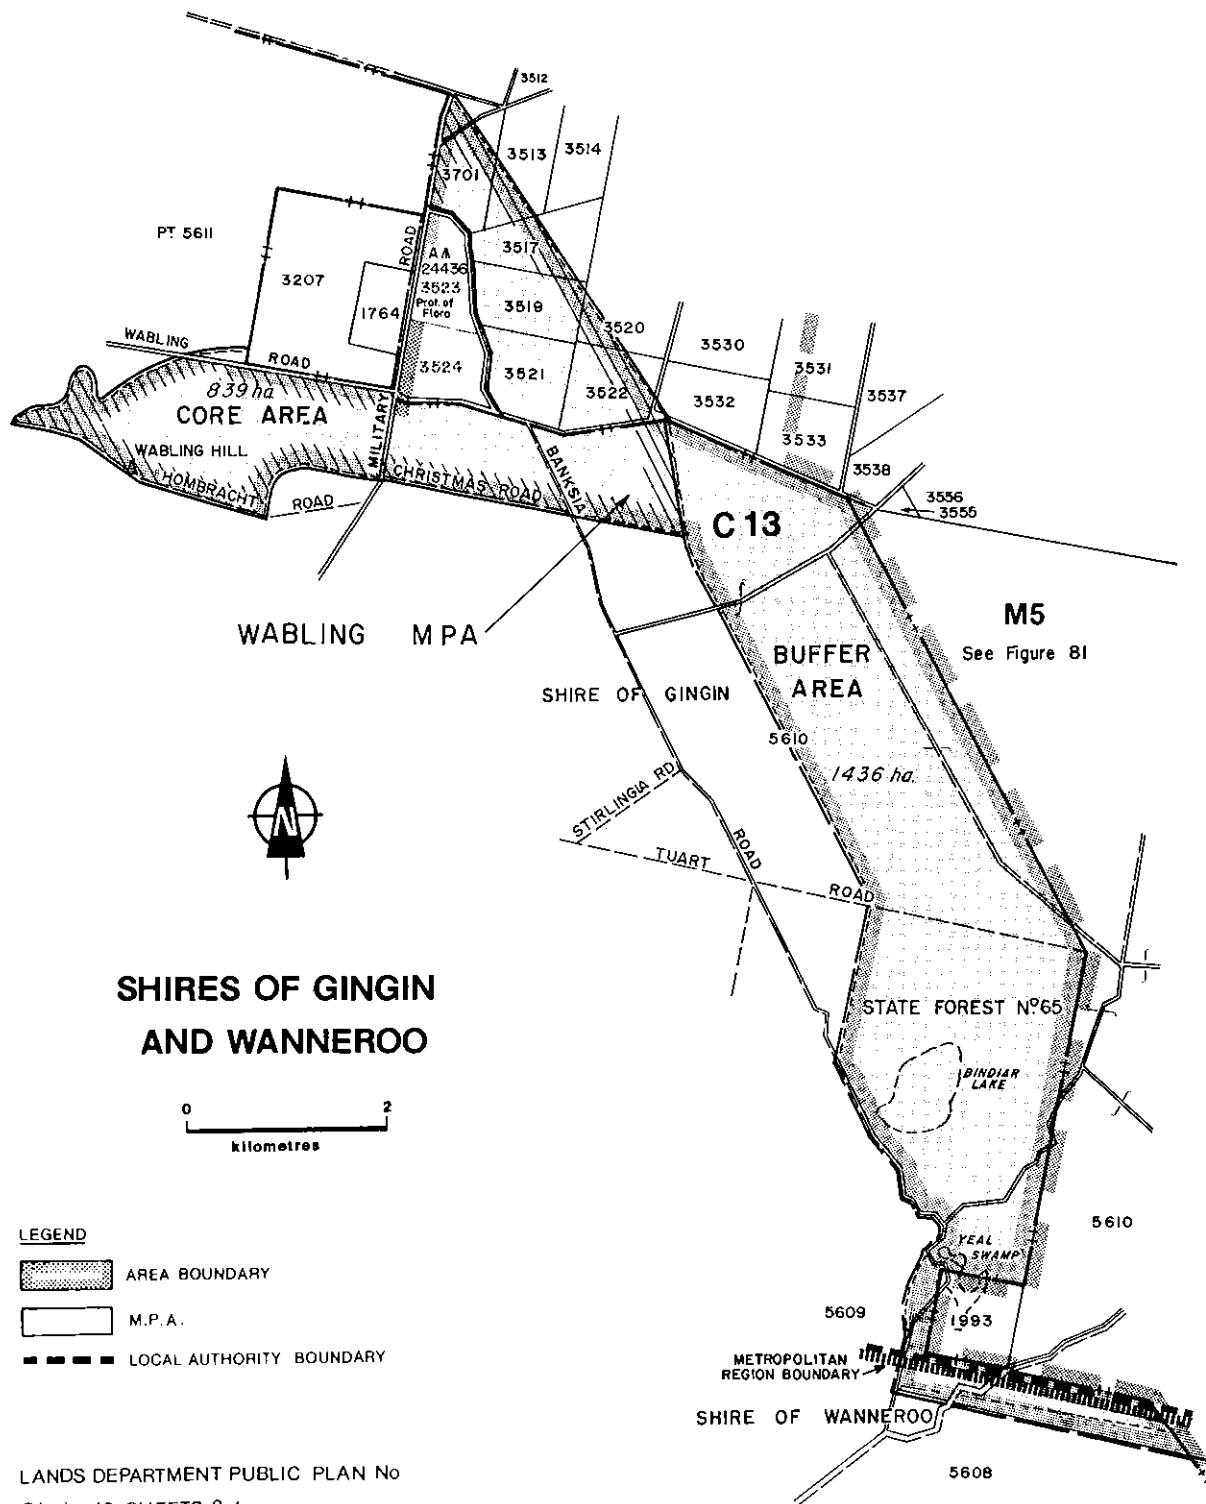 3512
3513
3514
3701
PT 5611
3207
ROAD
3517
24436
3523
Prot. of
Flora
1764
3519
3520
3530
3531
WABLING
ROAD
3524
3521
3522
3532
3537
839 ha
CORE AREA
3533
WABLING HILL
MILITARY
BANKSIA
3538
HOMBRACHT
ROAD
CHRISTMAS ROAD
3556
3555
C 13
WABLING MPA
M5
See Figure 81
BUFFER
AREA
SHIRE OF GINGIN
5610
1436 ha.
STIRLINGIA RD
TUART
ROAD
ROAD
N
SHIRES OF GINGIN
AND WANNEROO
STATE FOREST Nº 65
BINDIAR
LAKE
0 2
kilometres
YEAL
SWAMP
5610
LEGEND
AREA BOUNDARY
M.P.A.
LOCAL AUTHORITY BOUNDARY
5609
1993
METROPOLITAN
REGION BOUNDARY
SHIRE OF WANNEROO
5608
LANDS DEPARTMENT PUBLIC PLAN No